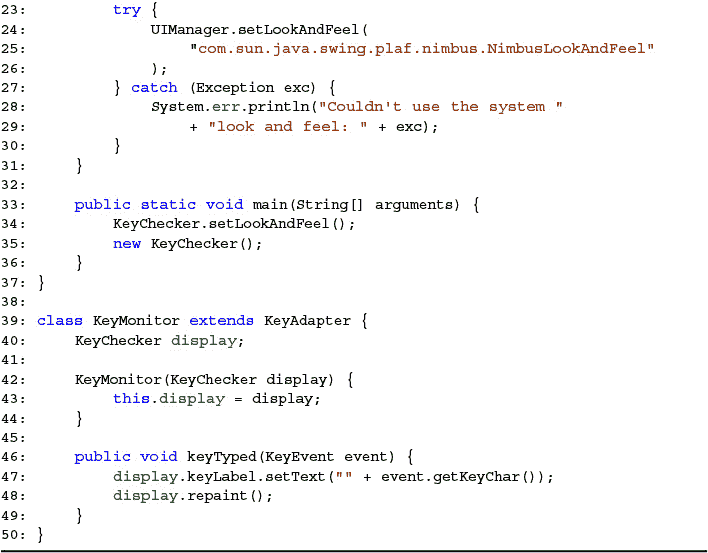 23:         try {
24:             UIManager.setLookAndFeel(
25:                 "com.sun.java.swing.plaf.nimbus.NimbusLookAndFeel"
26:             );
27:         } catch (Exception exc) {
28:             System.err.println("Couldn't use the system "
29:                 + "look and feel: " + exc);
30:         }
31:     }
32:
33:     public static void main(String[] arguments) {
34:         KeyChecker.setLookAndFeel();
35:         new KeyChecker();
36:     }
37: }
38:
39: class KeyMonitor extends KeyAdapter {
40:     KeyChecker display;
41:
42:     KeyMonitor(KeyChecker display) {
43:         this.display = display;
44:     }
45:
46:     public void keyTyped(KeyEvent event) {
47:         display.keyLabel.setText("" + event.getKeyChar());
48:         display.repaint();
49:     }
50: }